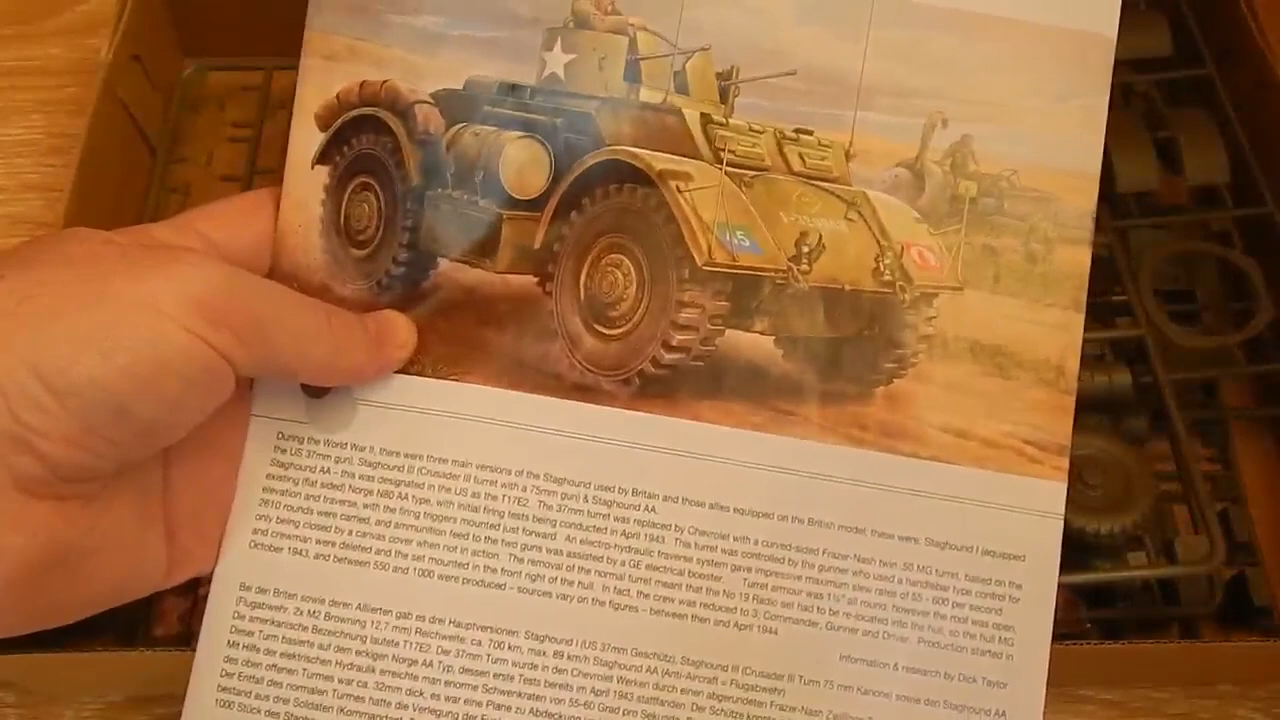 45
During the World War II, there were three main versions of the Staghound used by Britain and those allies equipped on the British model; these were: Staghound I (equipped
the US 37mm gun), Staghound III (Crusader III turret with a 75mm gun) & Staghound AA.
Staghound AA – this was designated in the US as the T17E2. The 37mm turret was replaced by Chevrolet with a curved-sided Frazer-Nash twin .50 MG turret, based on the
existing (flat sided) Norge N80 AA type, with initial firing tests being conducted in April 1943. This turret was controlled by the gunner who used a handlebar type control for
elevation and traverse, with the firing triggers mounted just forward. An electro-hydraulic traverse system gave impressive maximum slew rates of 55 - 600 per second.
2610 rounds were carried, and ammunition feed to the two guns was assisted by a GE electrical booster. Turret armour was 1¼" all round, however the roof was open,
only being closed by a canvas cover when not in action. The removal of the normal turret meant that the No 19 Radio set had to be re-located into the hull, so the hull MG
and crewman were deleted and the set mounted in the front right of the hull. In fact, the crew was reduced to 3; Commander, Gunner and Driver. Production started in
October 1943, and between 550 and 1000 were produced – sources vary on the figures – between then and April 1944
Information & research by Dick Taylor
Bei den Briten sowie deren Alliierten gab es drei Hauptversionen: Staghound I (US 37mm Geschütz), Staghound III (Crusader III Turm 75 mm Kanone) sowie den Staghound AA
(Flugabwehr, 2x M2 Browning 12,7 mm) Reichweite: ca. 700 km, max. 89 km/h Staghound AA (Anti-Aircraft = Flugabwehr)
Die amerikanische Bezeichnung lautete T17E2. Der 37mm Turm wurde in den Chevrolet Werken durch einen abgerundeten Frazer-Nash
Dieser Turm basierte auf dem eckigen Norge AA Typ, dessen erste Tests bereits im April 1943 stattfanden. Der Schütze
Mit Hilfe der elektrischen Hydraulik erreichte man enorme Schwenkraten von 55-60 Grad pro Sekunde.
des oben offenen Turmes war ca. 32mm dick, es war eine Plane zu Abdeckung
Der Entfall des normalen Turmes hatte die Verlegung der
bestand aus drei Soldaten (Kommandant,
1000 Stück des